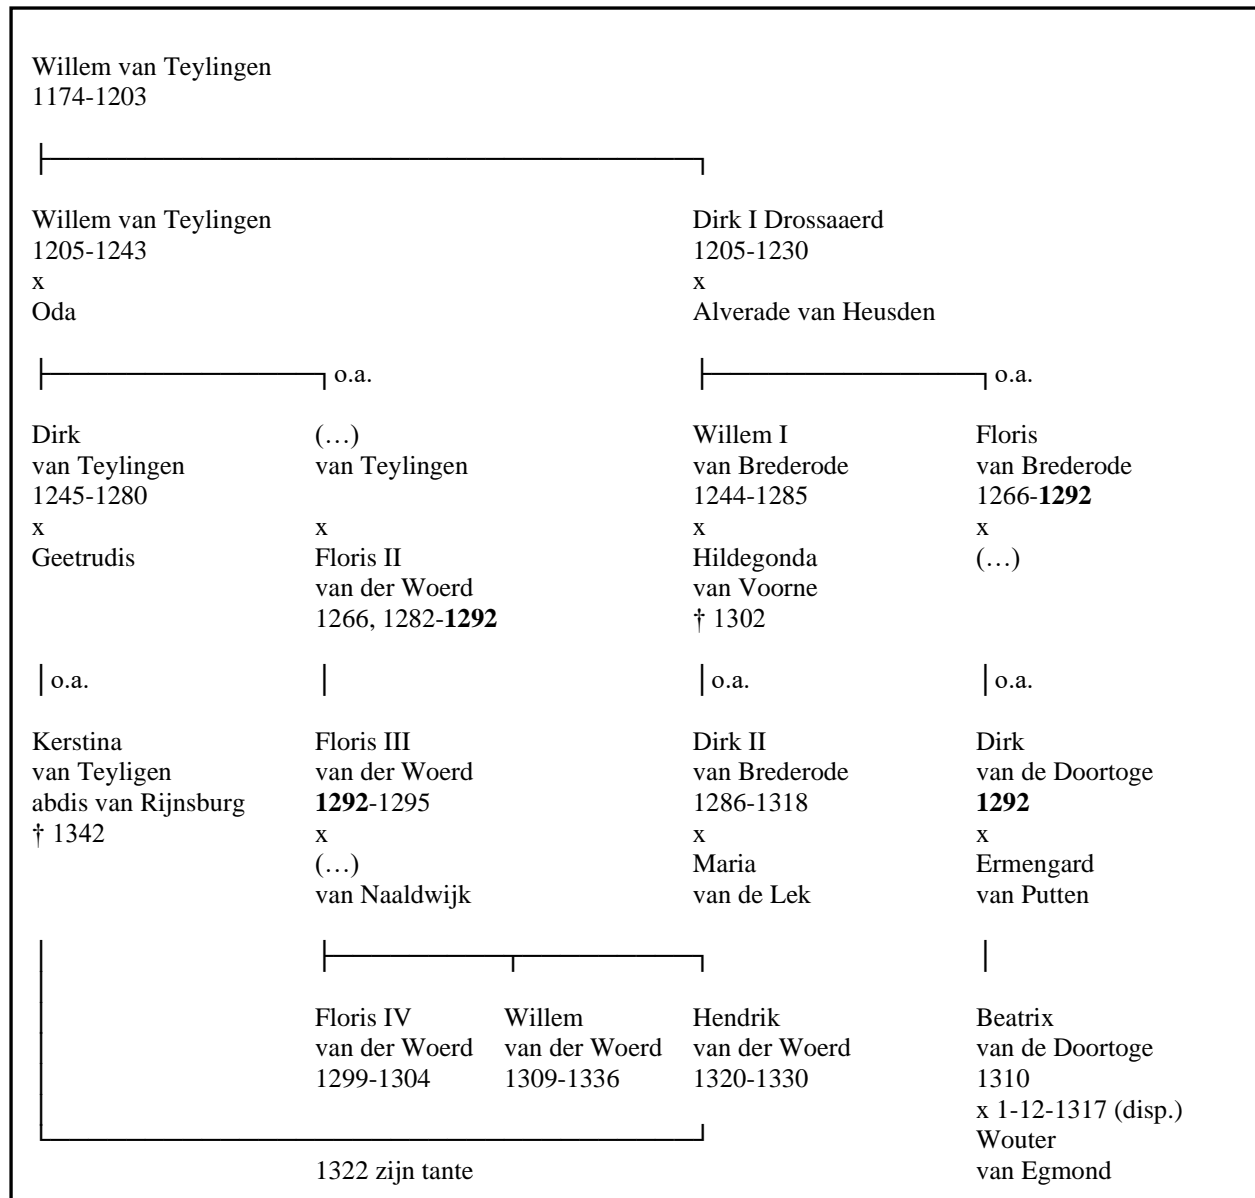 Willem van Teylingen
1174-1203
Willem van Teylingen
1205-1243
x
Oda
Dirk I Drossaaerd
1205-1230
x
Alverade van Heusden
o.a.
o.a.
Dirk
van Teylingen
1245-1280
x
Geetrudis
(…)
van Teylingen
x
Floris II
van der Woerd
1266, 1282-1292
Willem I
van Brederode
1244-1285
x
Hildegonda
van Voorne
† 1302
Floris
van Brederode
1266-1292
x
(…)
o.a.
o.a.
o.a.
Kerstina
van Teyligen
abdis van Rijnsburg
† 1342
Floris III
van der Woerd
1292-1295
x
(…)
van Naaldwijk
Dirk II
van Brederode
1286-1318
x
Maria
van de Lek
Dirk
van de Doortoge
1292
x
Ermengard
van Putten
Floris IV
van der Woerd
1299-1304
Willem
van der Woerd
1309-1336
Hendrik
van der Woerd
1320-1330
Beatrix
van de Doortoge
1310
x 1-12-1317 (disp.)
Wouter
van Egmond
1322 zijn tante